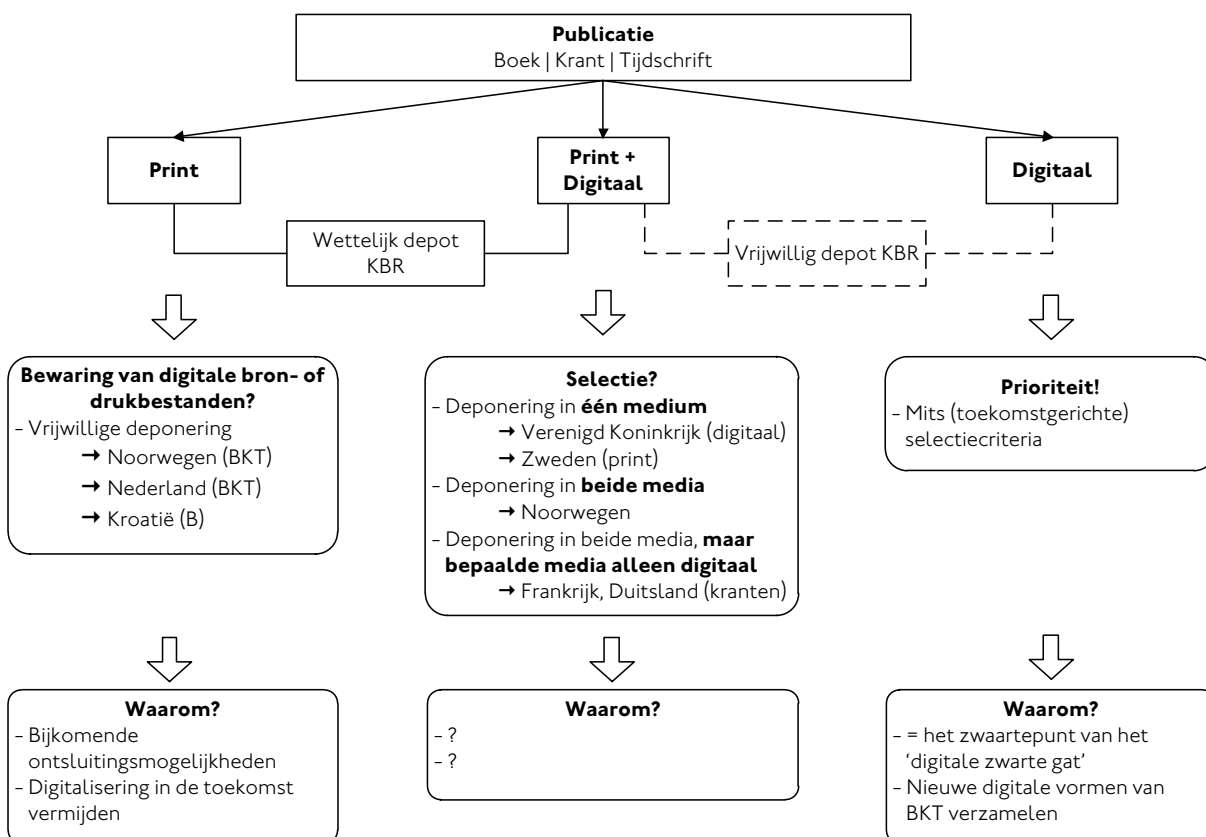 Publicatie
Boek | Krant | Tijdschrift
Print
Print +
Digitaal
Digitaal
Wettelijk depot
KBR
Vrijwillig depot KBR
Bewaring van digitale bron- of
drukbestanden?
- Vrijwillige deponering
→ Noorwegen (BKT)
→ Nederland (BKT)
→ Kroatië (B)
Selectie?
- Deponering in één medium
→ Verenigd Koninkrijk (digitaal)
→ Zweden (print)
- Deponering in beide media
→ Noorwegen
- Deponering in beide media, maar
bepaalde media alleen digitaal
→ Frankrijk, Duitsland (kranten)
Prioriteit!
- Mits (toekomstgerichte)
selectiecriteria
Waarom?
- Bijkomende
ontsluitingsmogelijkheden
- Digitalisering in de toekomst
vermijden
Waarom?
- ?
- ?
Waarom?
- = het zwaartepunt van het
‘digitale zwarte gat’
- Nieuwe digitale vormen van
BKT verzamelen